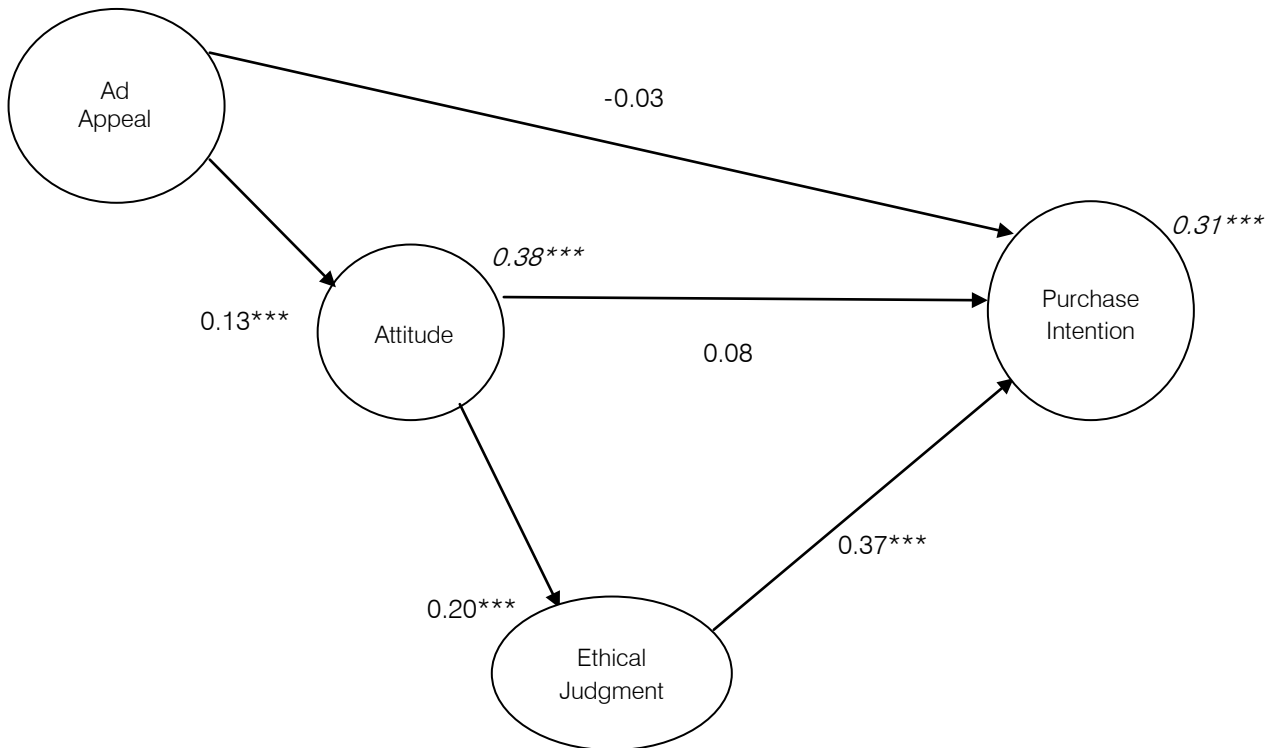 Ad
Appeal
-0.03
0.31***
0.38***
Purchase
Intention
0.13***
Attitude
0.08
0.37***
0.20***
Ethical
Judgment